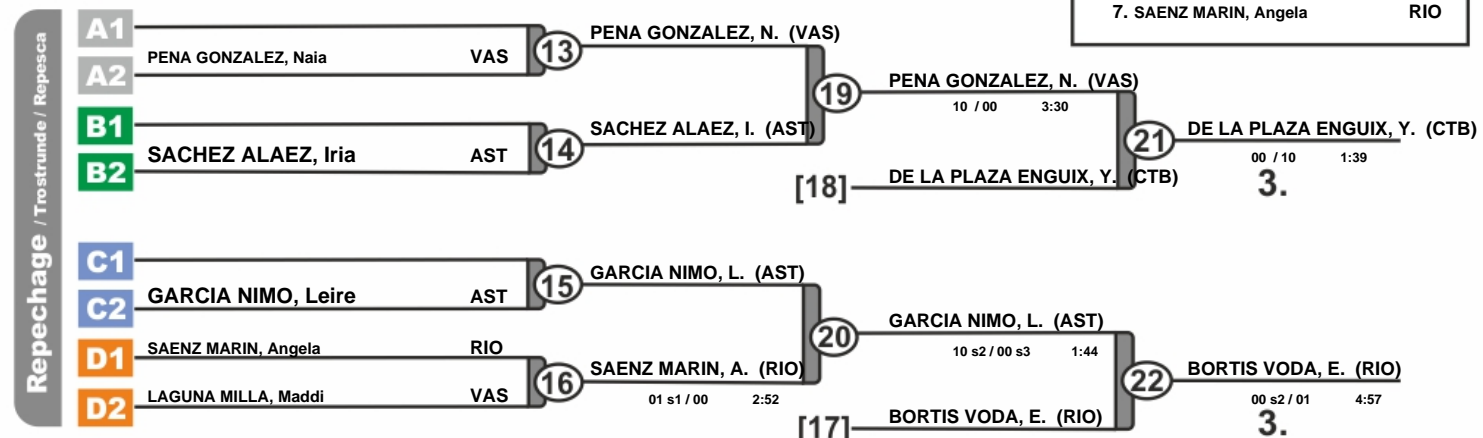 7. SAENZ MARIN, Angela RIO
Repechage / Trostrunde / Repesca
A1
PENA GONZALEZ, Naia VAS
A2
13
PENA GONZALEZ, N. (VAS)
B1
SACHEZ ALAEZ, Iria AST
B2
14
SACHEZ ALAEZ, I. (AST)
19
PENA GONZALEZ, N. (VAS)
10 / 00 3:30
[18] DE LA PLAZA ENGUIX, Y. (CTB)
21
DE LA PLAZA ENGUIX, Y. (CTB)
00 / 10 1:39
3.
C1
C2
GARCIA NIMO, Leire AST
15
GARCIA NIMO, L. (AST)
D1
SAENZ MARIN, Angela RIO
D2
LAGUNA MILLA, Maddi VAS
16
SAENZ MARIN, A. (RIO)
01 s1 / 00 2:52
20
GARCIA NIMO, L. (AST)
10 s2 / 00 s3 1:44
[17] BORTIS VODA, E. (RIO)
22
BORTIS VODA, E. (RIO)
00 s2 / 01 4:57
3.